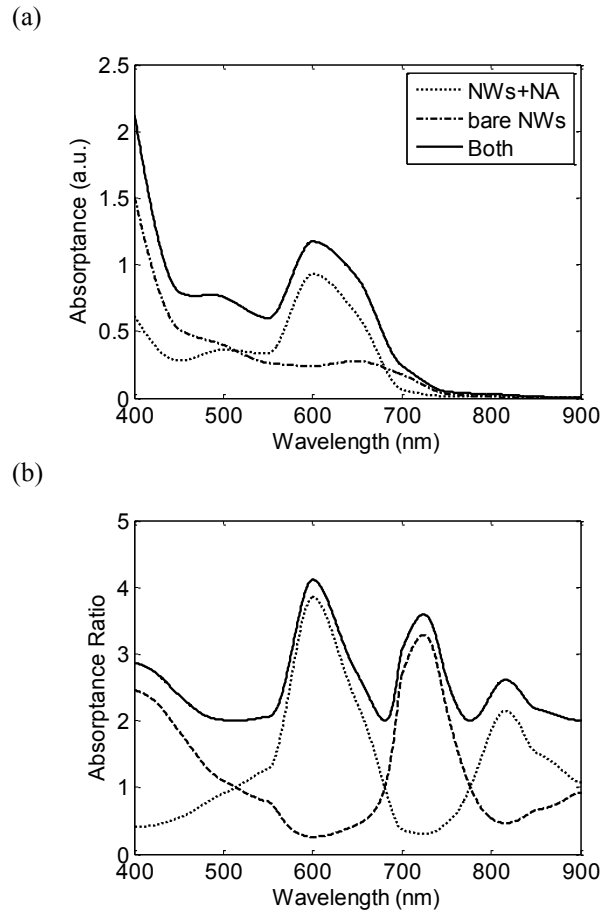 (a)
2.5
2
1.5
1
0.5
0
Absorptance (a.u.)
NWs+NA
bare NWs
Both
400 500 600 700 800 900
Wavelength (nm)
(b)
5
4
3
2
1
0
Absorptance Ratio
400 500 600 700 800 900
Wavelength (nm)